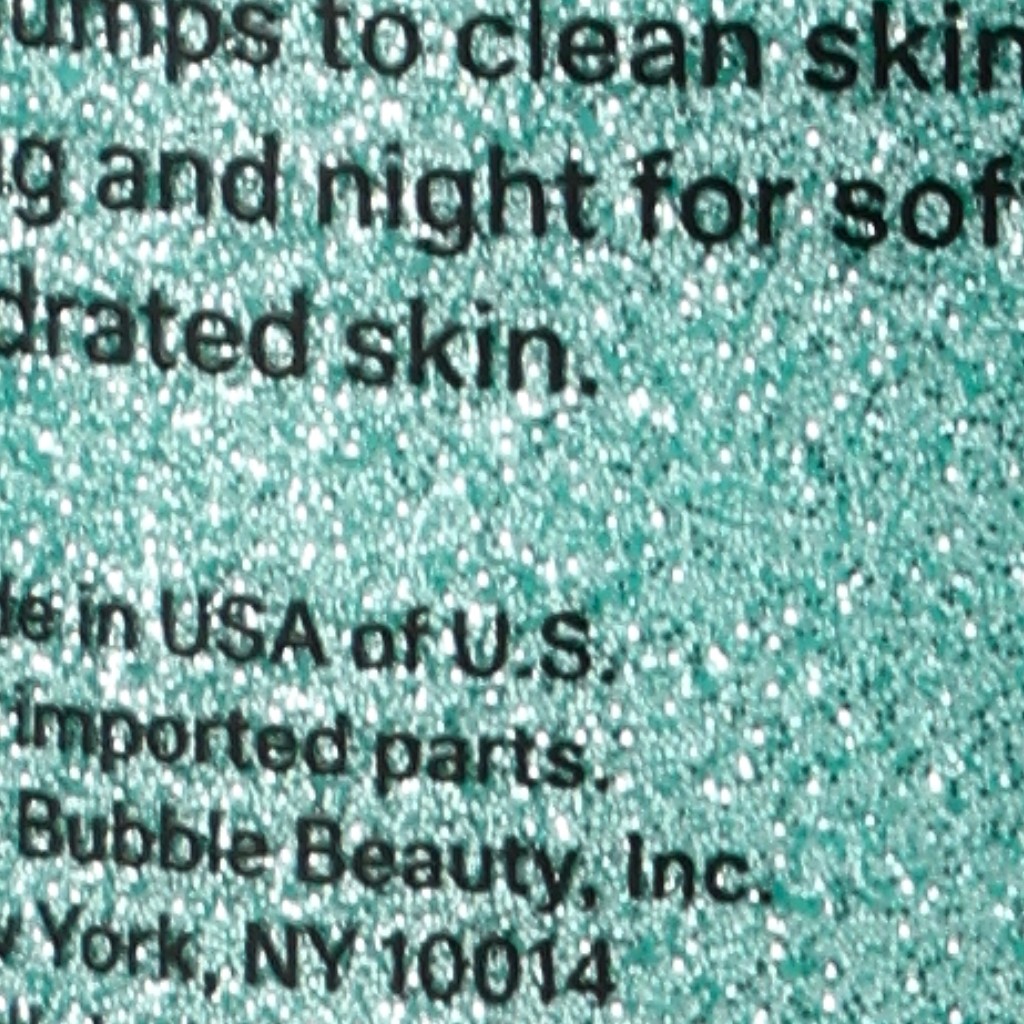 umps to clean skin
g and night for sof
drated skin.
de in USA of U.S.
imported parts.
Bubble Beauty, Inc.
York, NY 10014